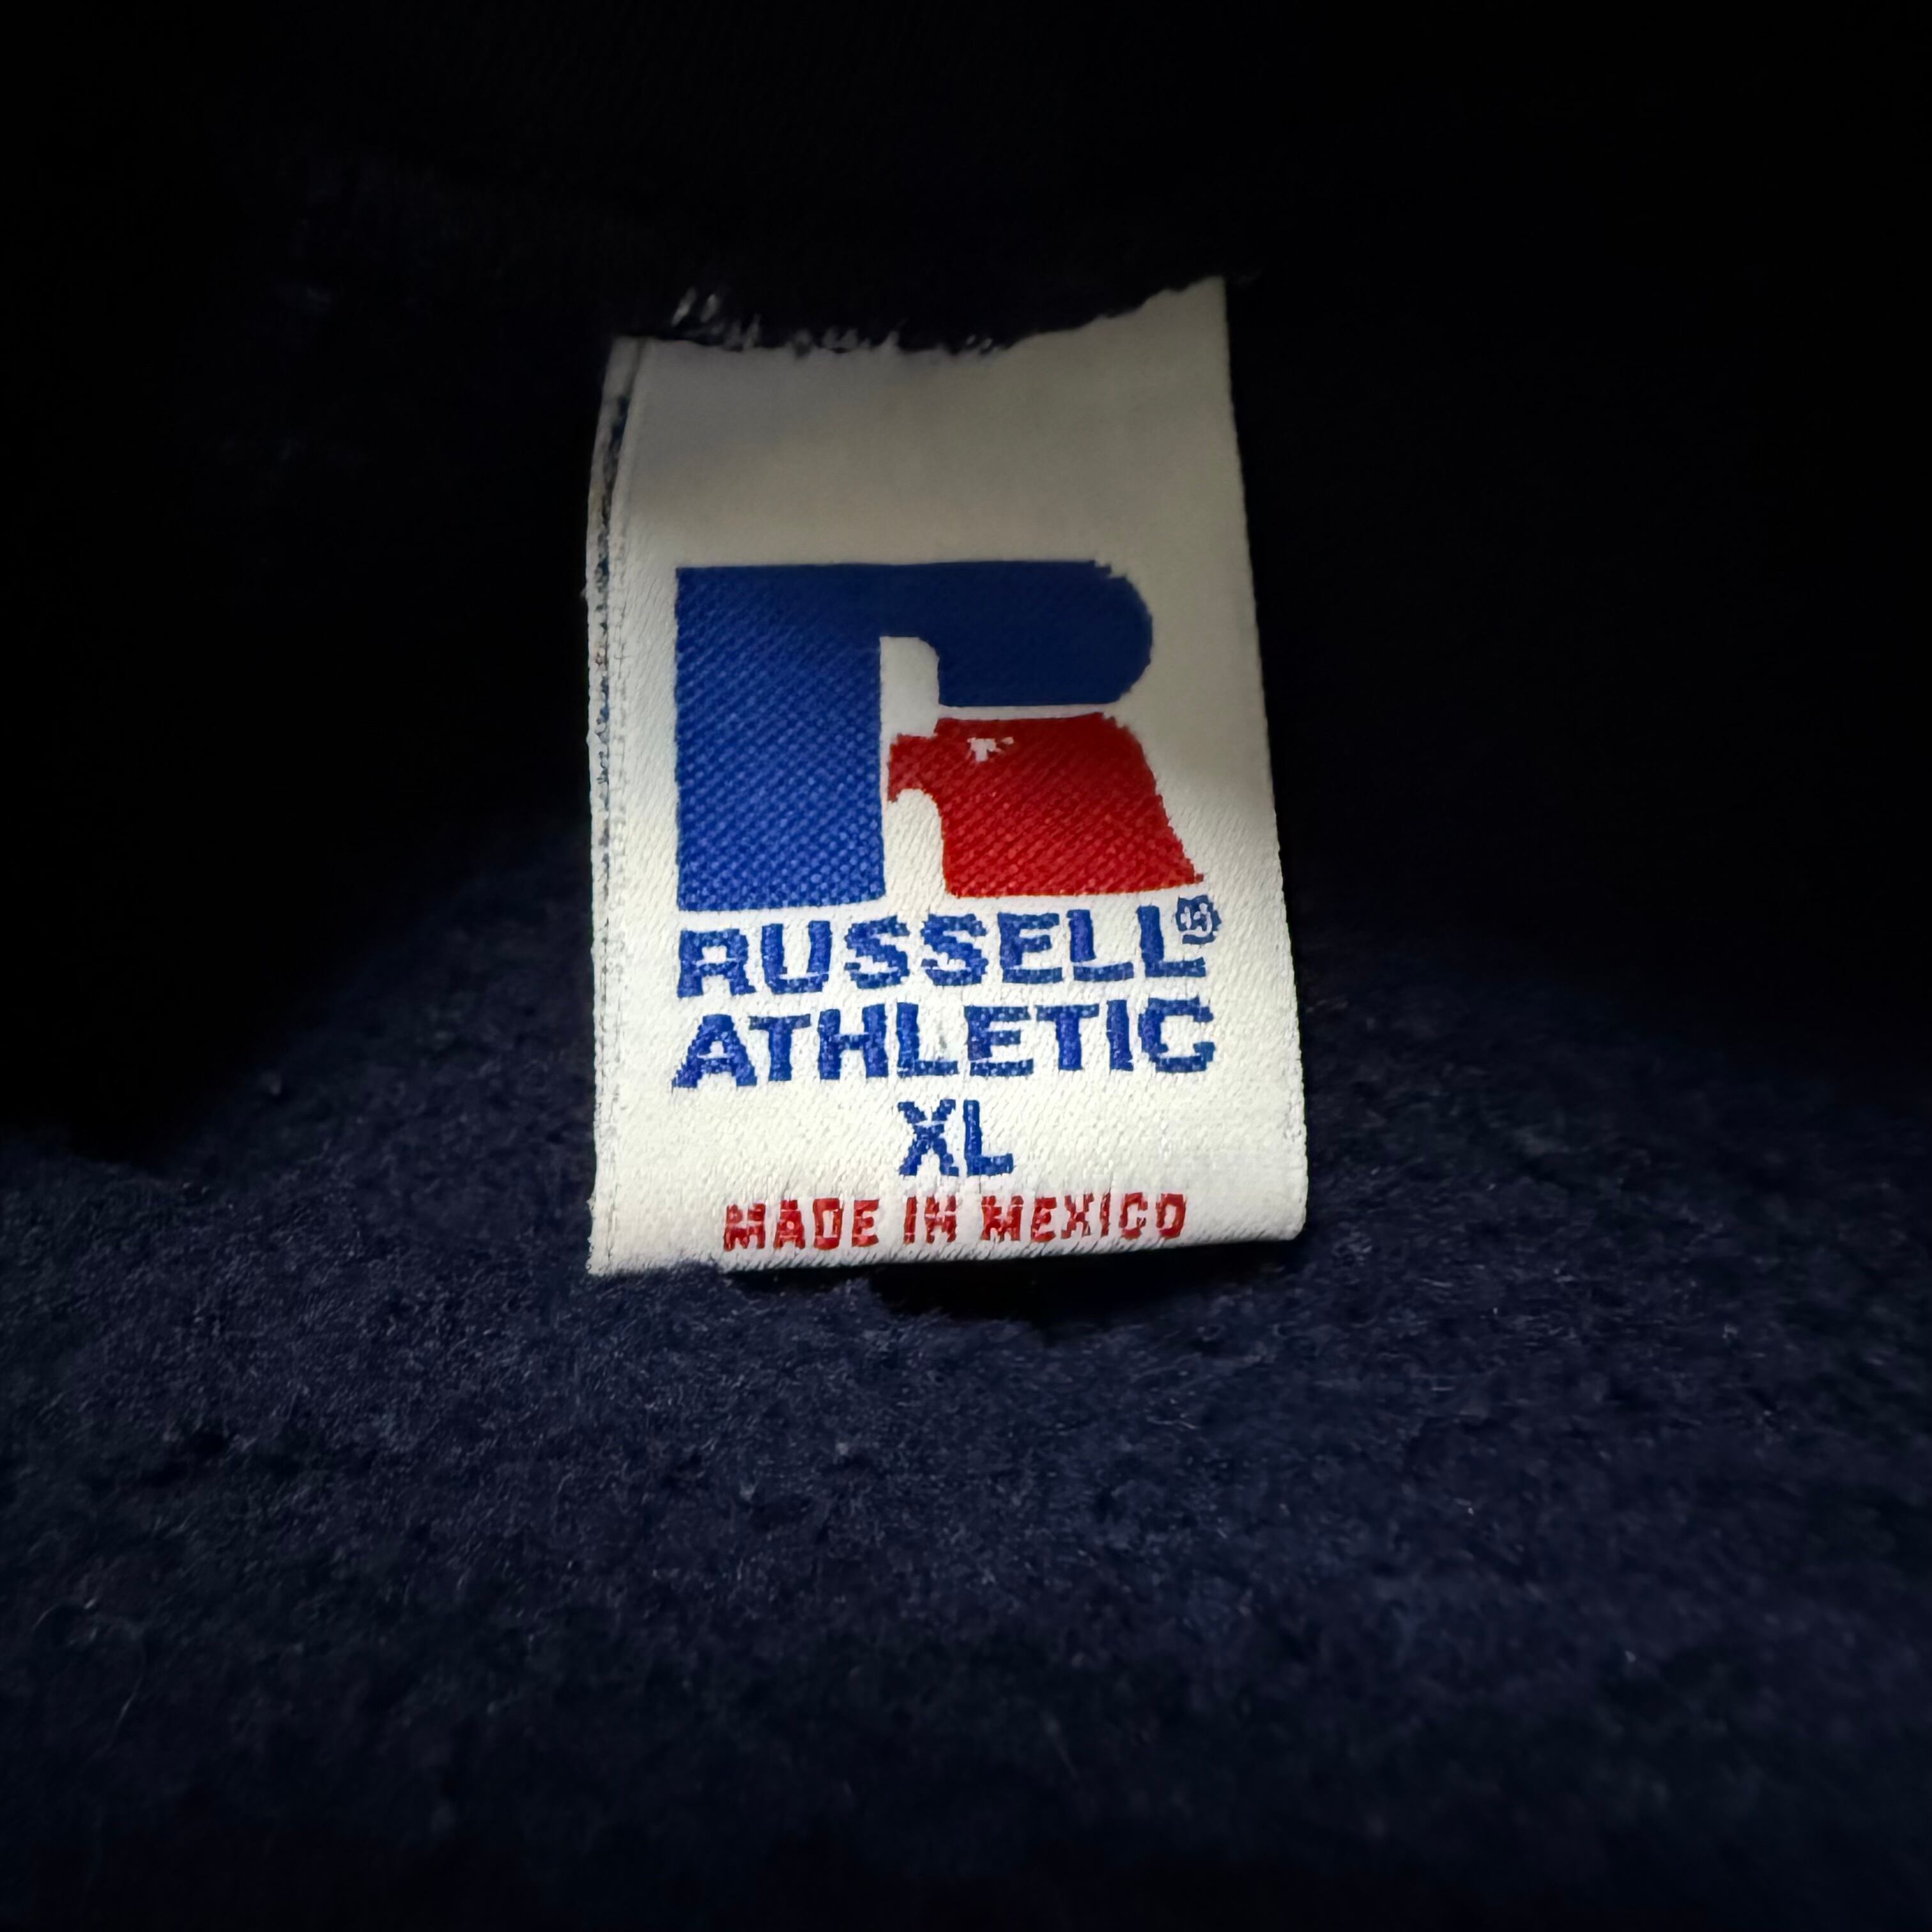 RUSSELL®
ATHLETIC
XL
MADE IN MEXICO